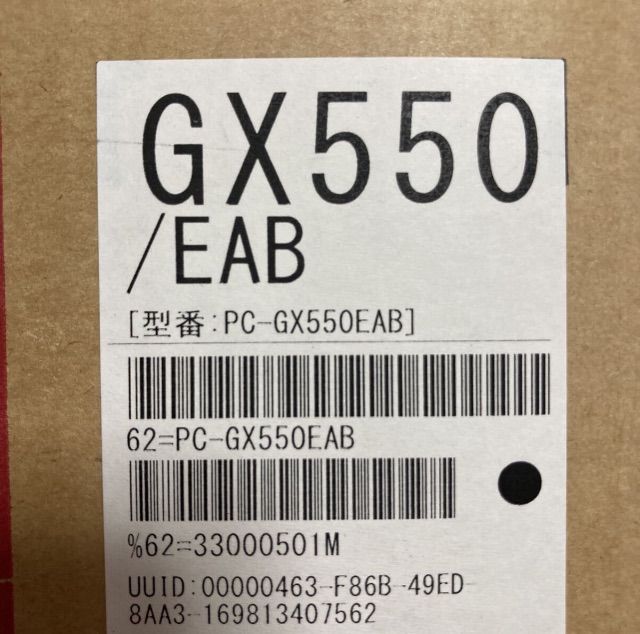 GX550
/EAB
[型番:PC-GX550EAB]
62=PC-GX550EAB
%62=33000501M
UUID:00000463-F86B-49ED-
8AA3-169813407562